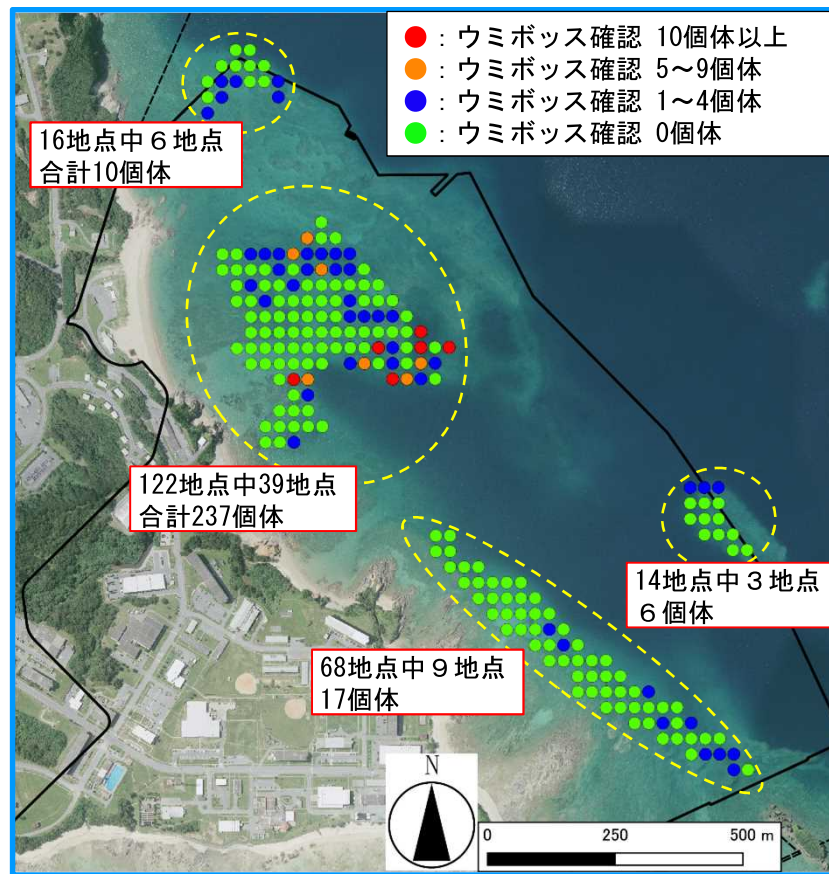 ：ウミボッス確認 10個体以上
：ウミボッス確認 5～9個体
：ウミボッス確認 1～4個体
：ウミボッス確認 0個体
16地点中６地点
合計10個体
122地点中39地点
合計237個体
14地点中３地点
６個体
68地点中９地点
17個体
N
0 250 500 m